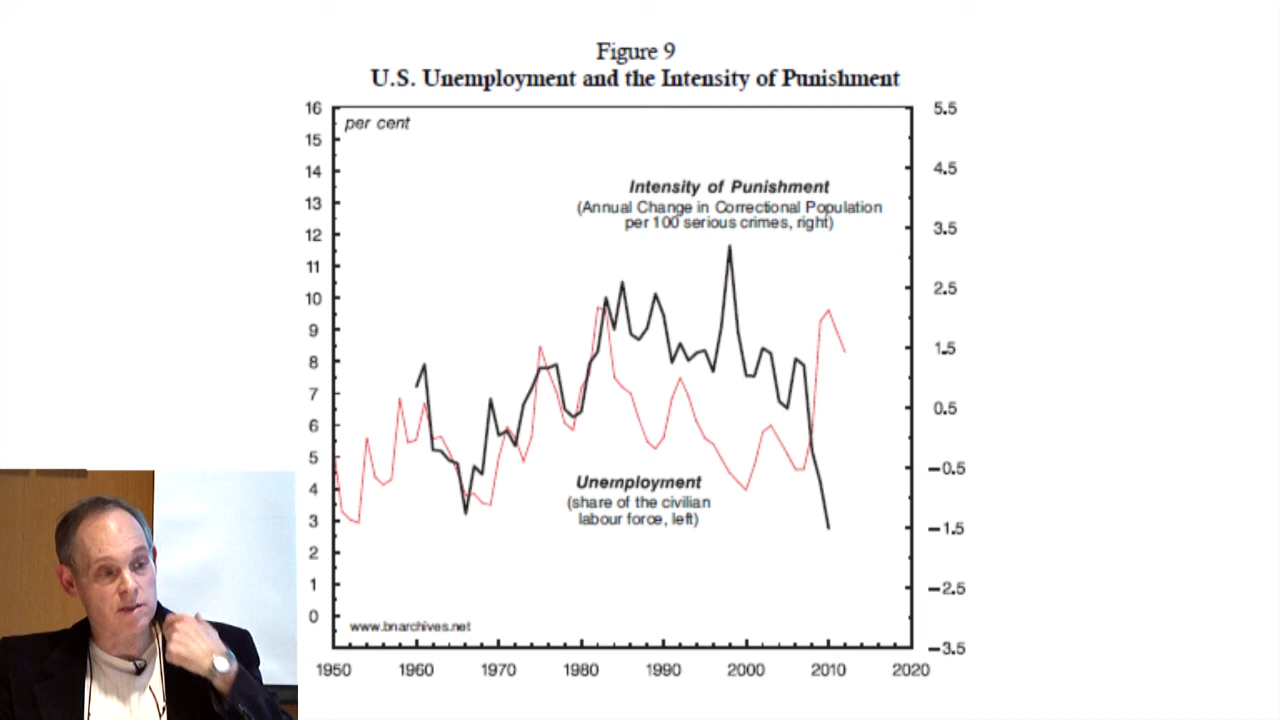 Figure 9
U.S. Unemployment and the Intensity of Punishment
per cent
Intensity of Punishment
(Annual Change in Correctional Population
per 100 serious crimes, right)
Unemployment
(share of the civilian
labour force, left)
www.bnarchives.net
16
15
14
13
12
11
10
9
8
7
6
5
4
3
2
1
0
5.5
4.5
3.5
2.5
1.5
0.5
−0.5
−1.5
−2.5
−3.5
1950 1960 1970 1980 1990 2000 2010 2020